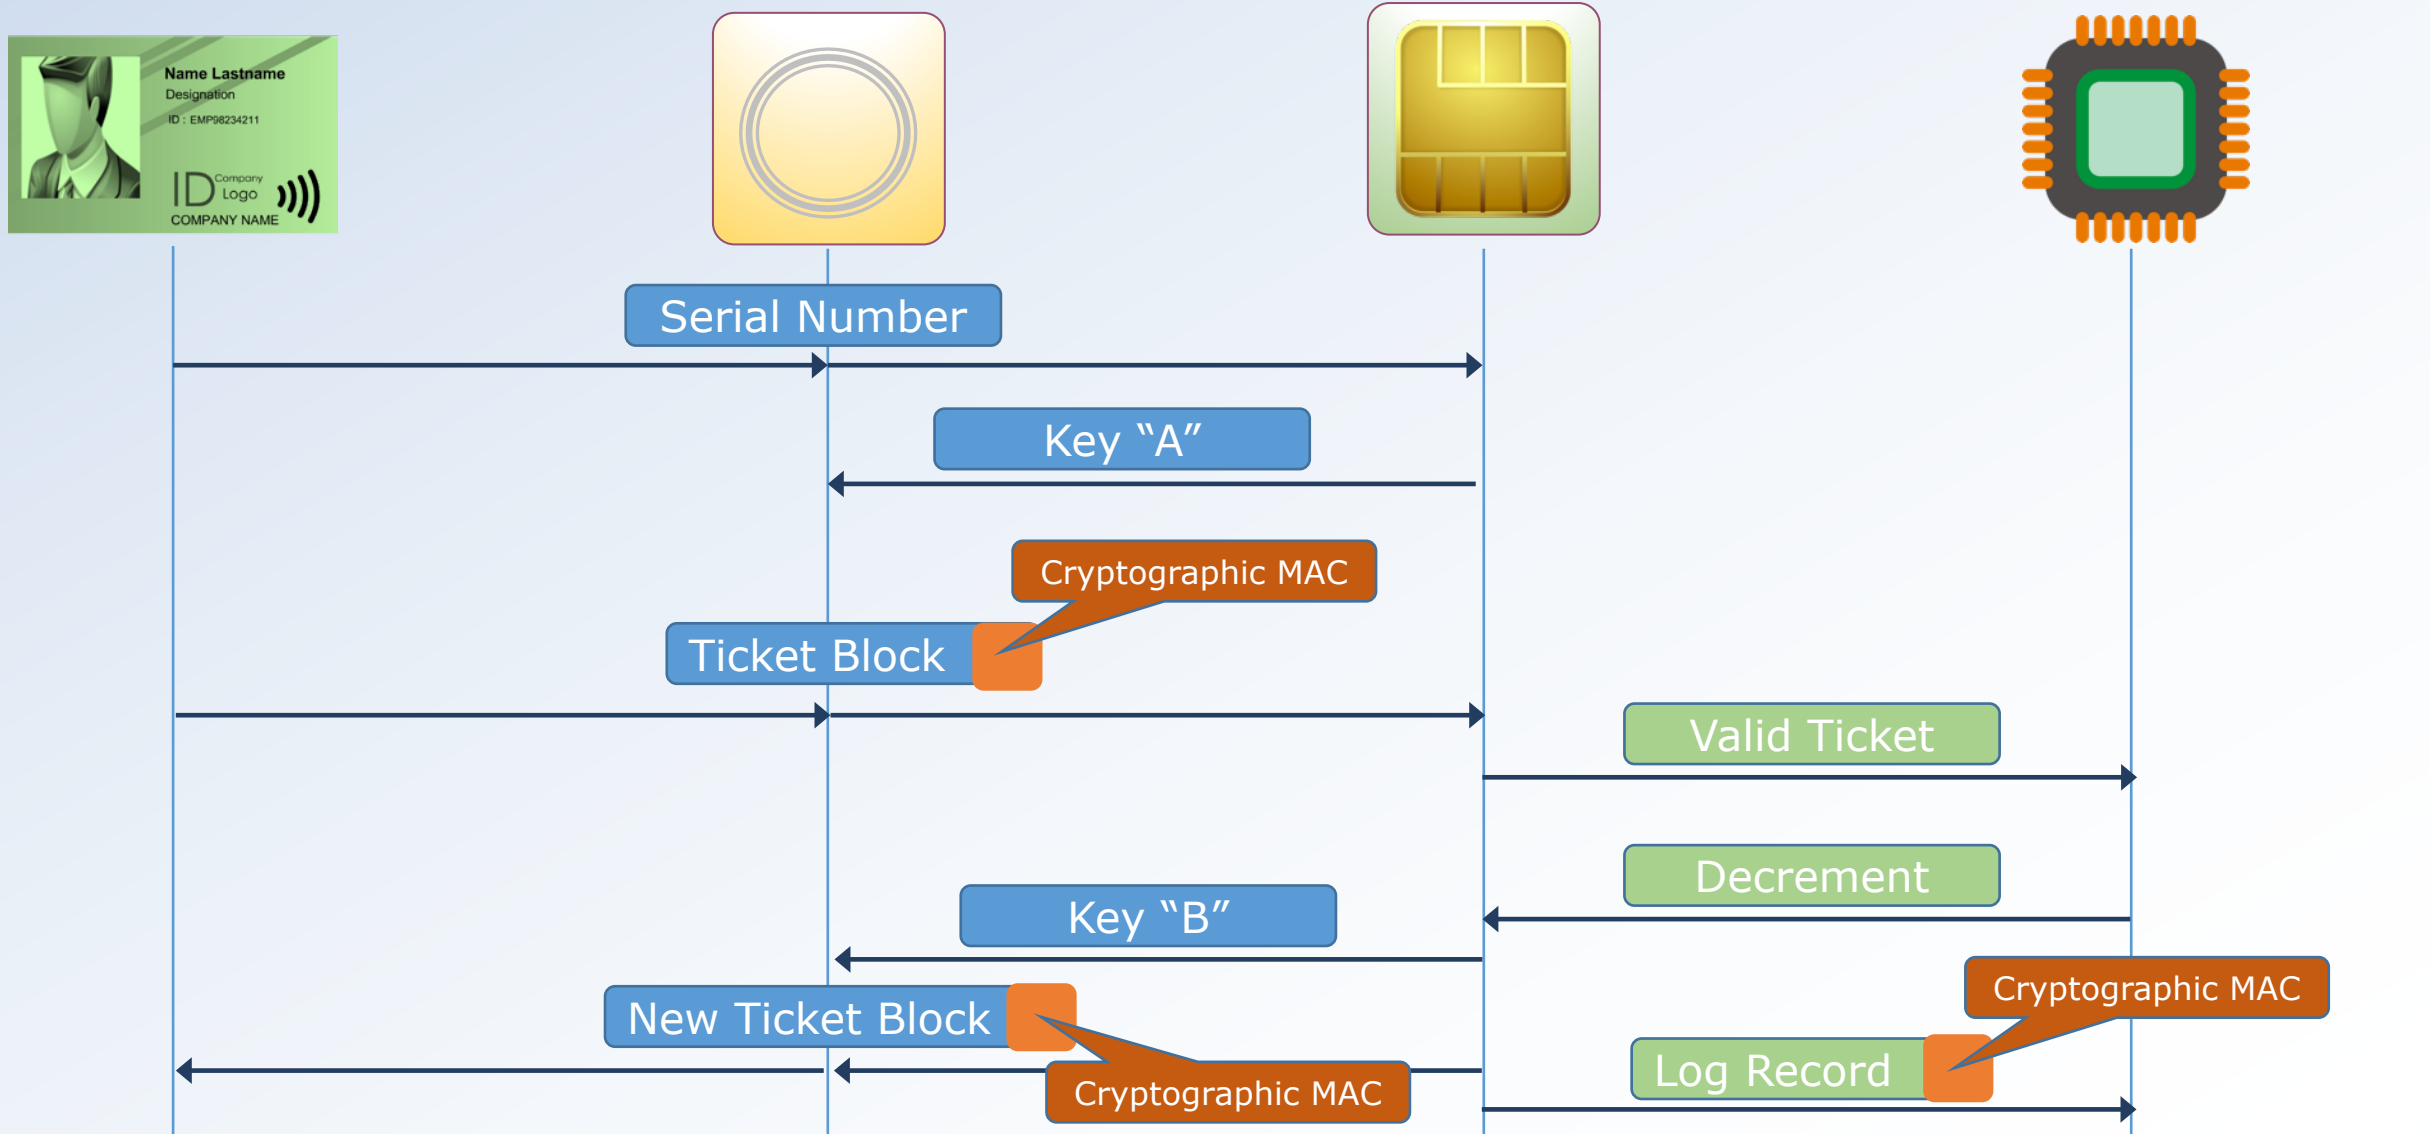 Name Lastname
Designation
ID : EMP98234211
ID
Company
Logo
COMPANY NAME
Serial Number
Key “A”
Cryptographic MAC
Ticket Block
Valid Ticket
Decrement
Key “B”
Cryptographic MAC
New Ticket Block
Log Record
Cryptographic MAC